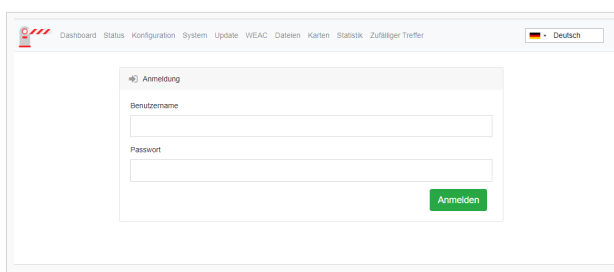 Dashboard Status Konfiguration System Update WEAC Dateien Karten Statistik Zufälliger Treffer Deutsch
Anmeldung
Benutzername
Passwort
Anmelden